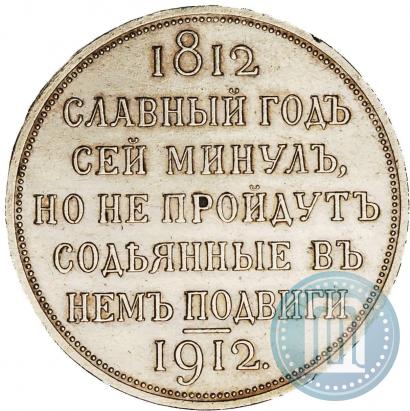 1812
СЛАВНЫЙ ГОДЪ
СЕЙ МИНУЛЪ,
НО НЕ ПРОЙДУТЪ
СОДѢЯННЫЕ ВЪ
НЕМЪ ПОДВИГИ
1912.